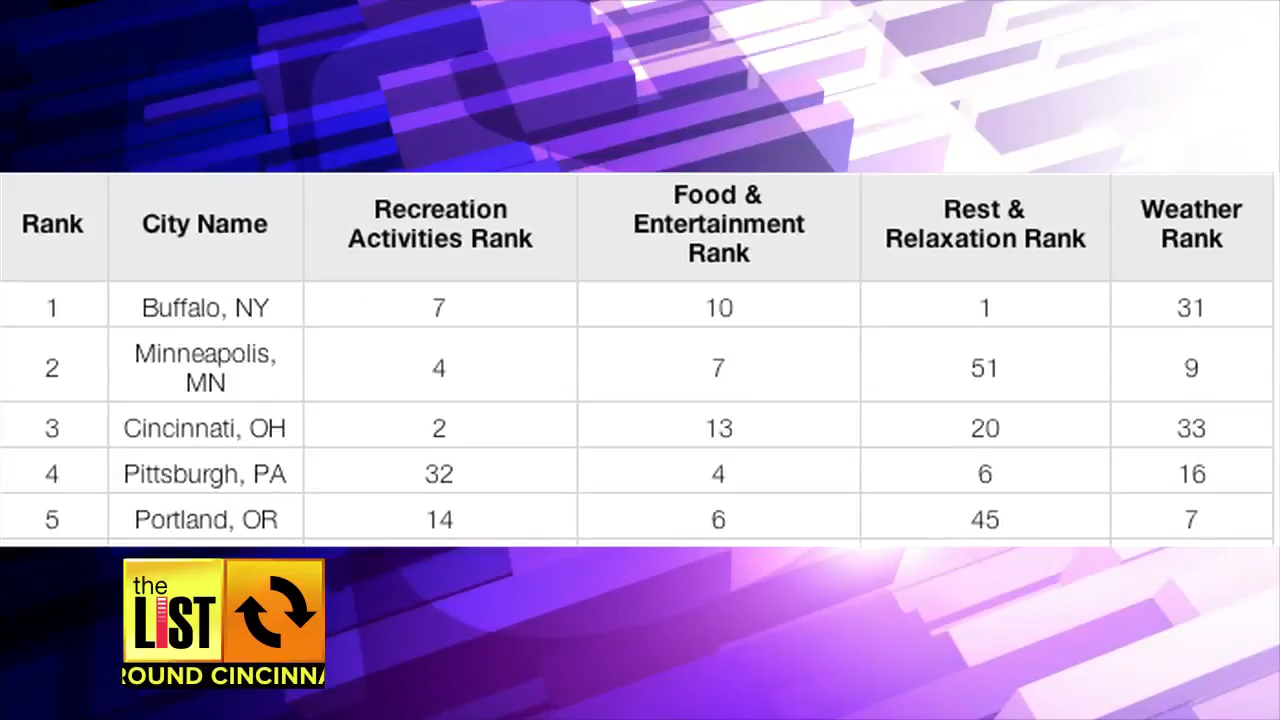 Rank City Name Recreation Activities Rank Food & Entertainment Rank Rest & Relaxation Rank Weather Rank
1 Buffalo, NY 7 10 1 31
2 Minneapolis, MN 4 7 51 9
3 Cincinnati, OH 2 13 20 33
4 Pittsburgh, PA 32 4 6 16
5 Portland, OR 14 6 45 7
the
LIST
ROUND CINCINNA